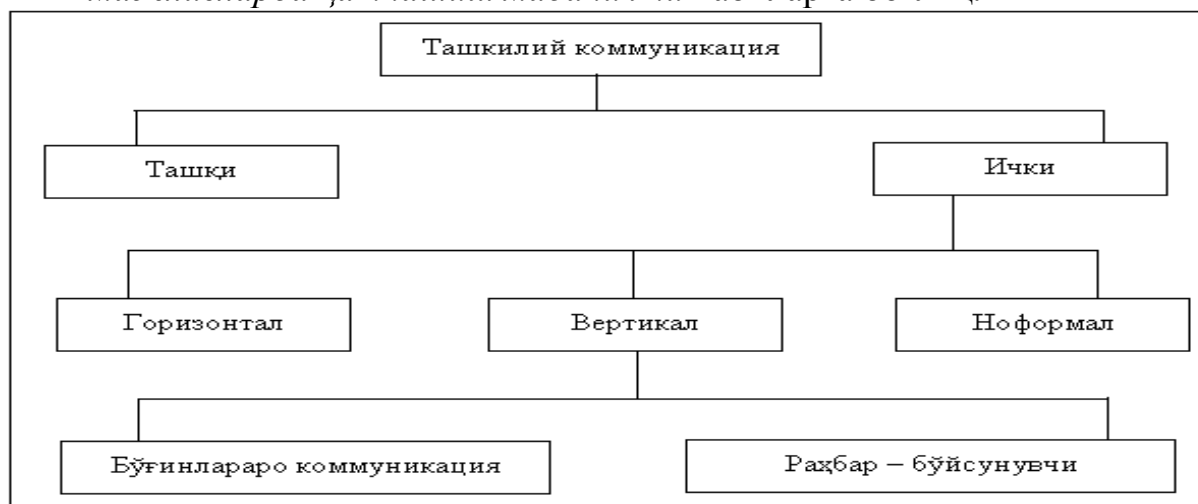 Ташкилий коммуникация
Ташқи
Ички
Горизонтал
Вертикал
Ноформал
Бўғинлараро коммуникация
Раҳбар – бўйсунувчи